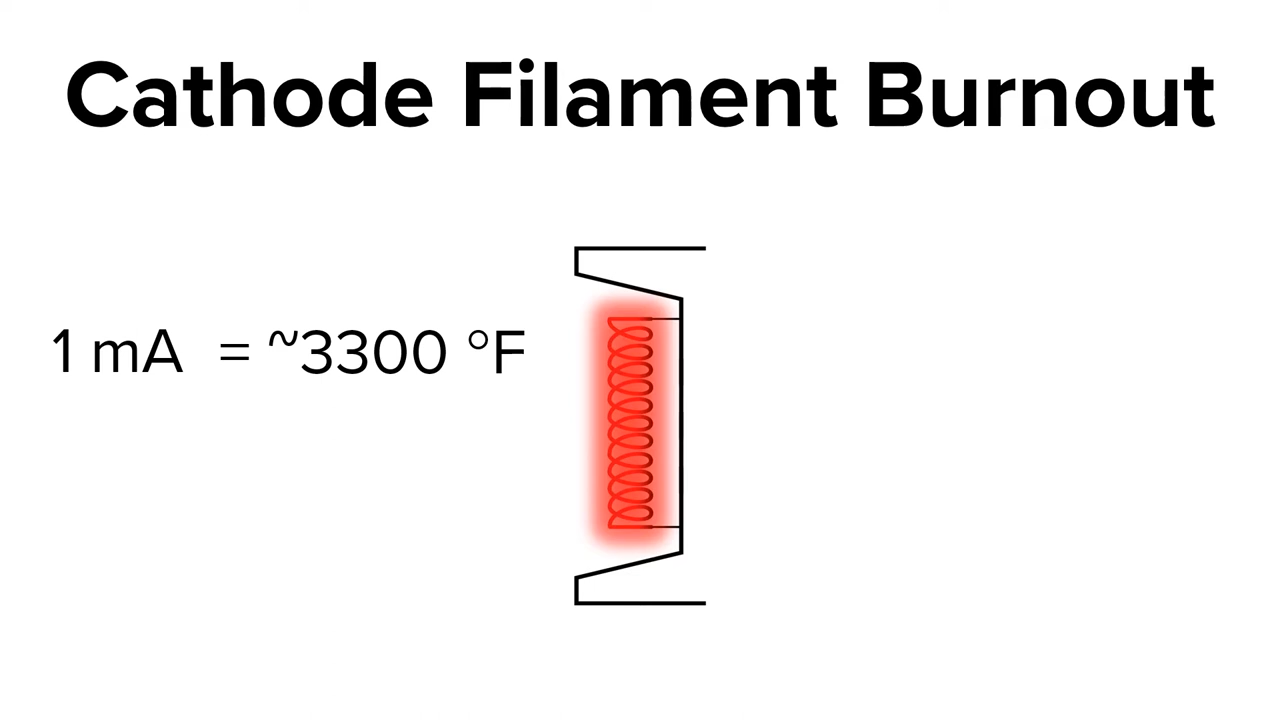 Cathode Filament Burnout
1 mA = ~3300 °F